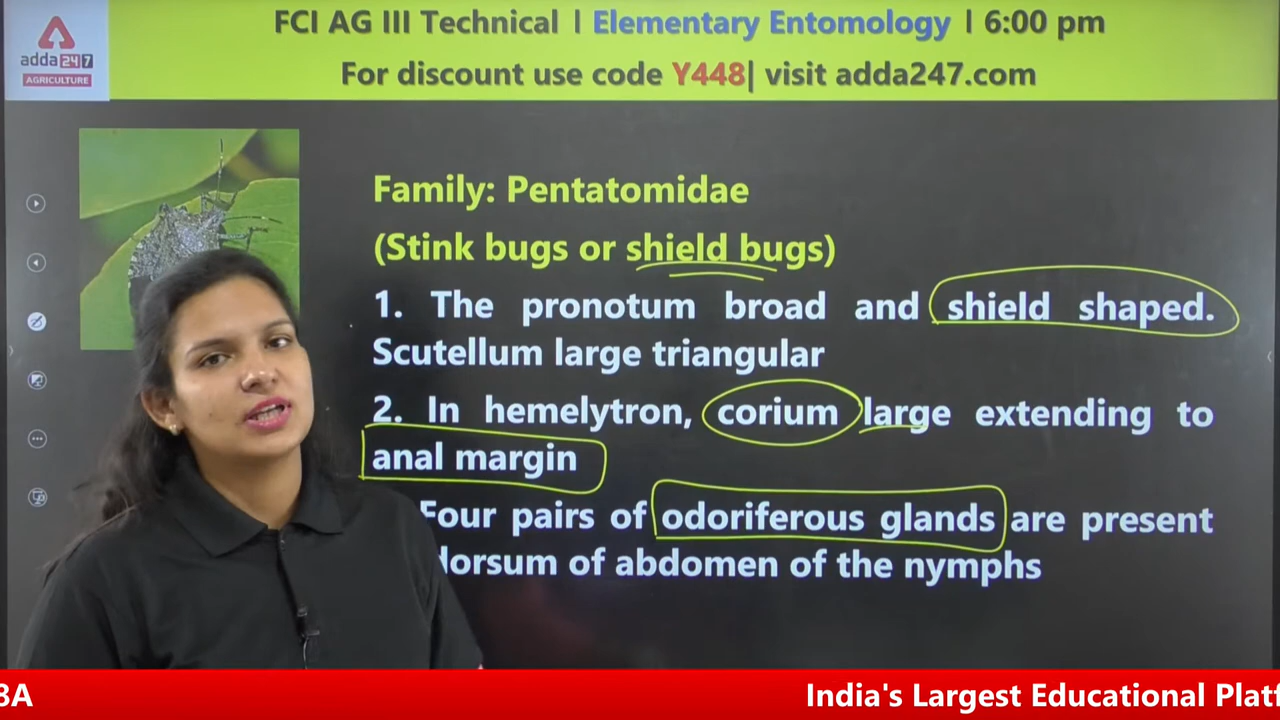 FCI AG III Technical | Elementary Entomology | 6:00 pm
For discount use code Y448| visit adda247.com
adda 247
AGRICULTURE
Family: Pentatomidae
(Stink bugs or shield bugs)
1. The pronotum broad and shield shaped.
Scutellum large triangular
2. In hemelytron, corium large extending to
anal margin
Four pairs of odoriferous glands are present
dorsum of abdomen of the nymphs
India's Largest Educational